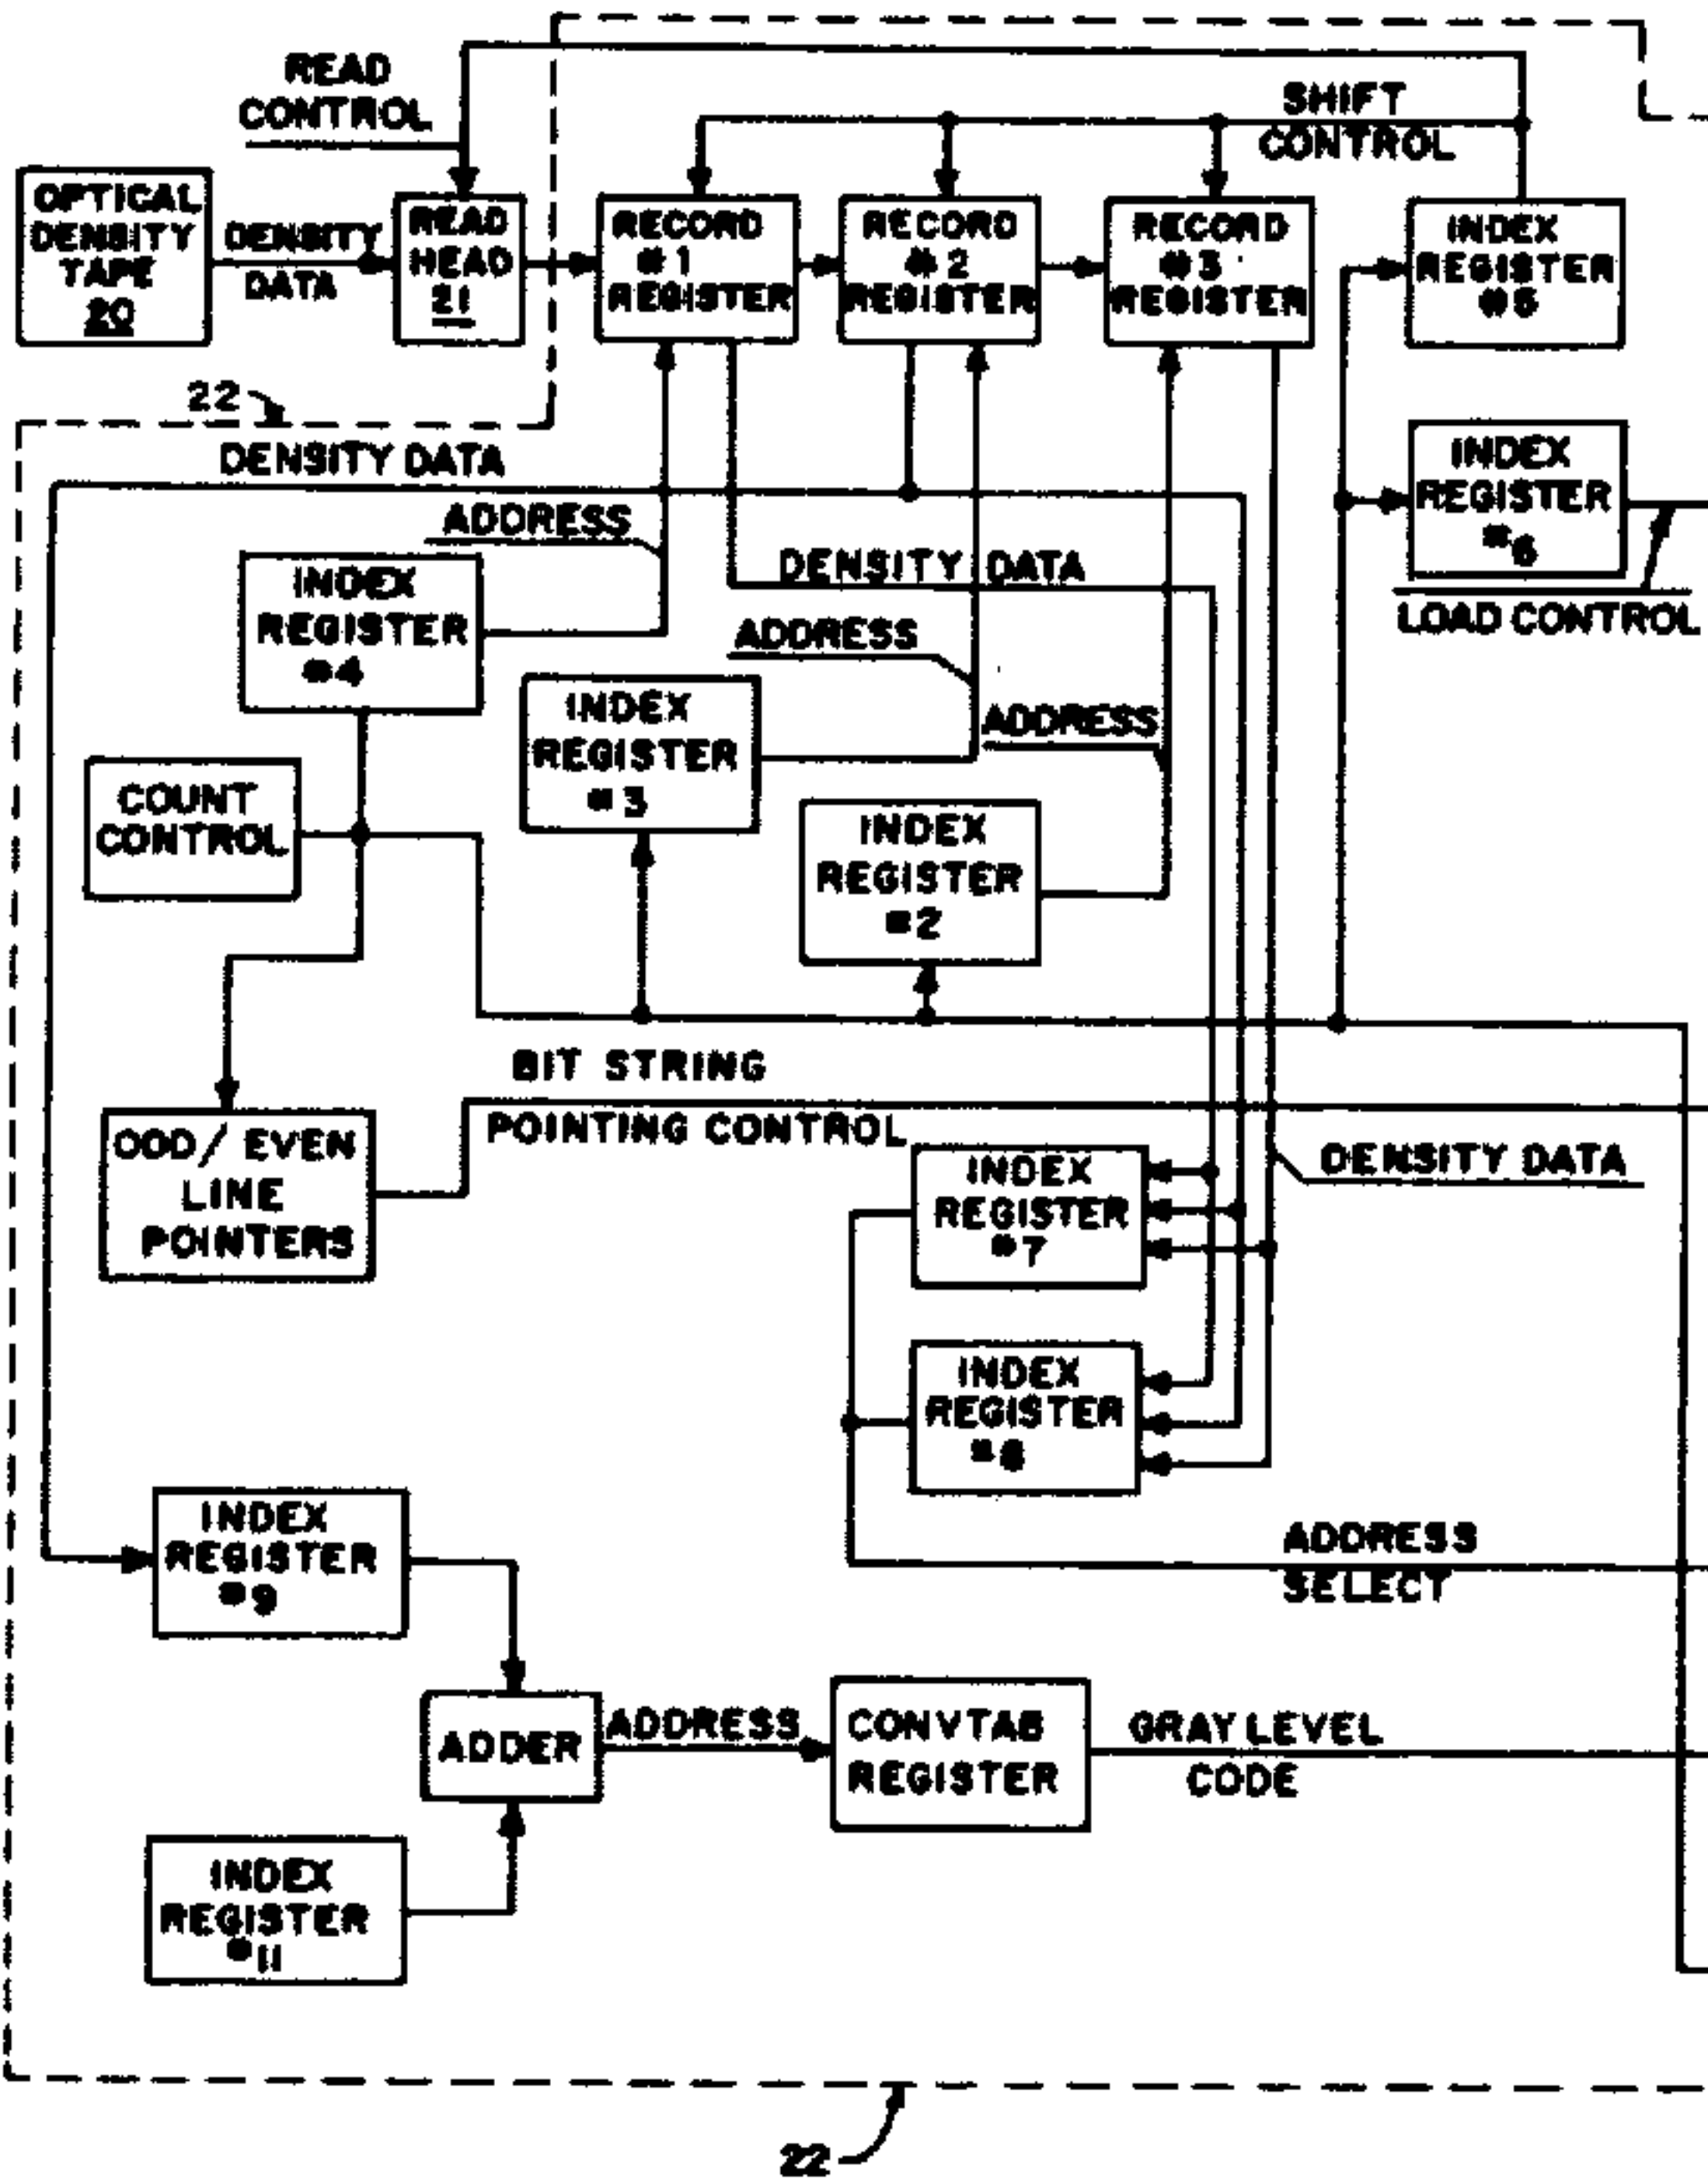 READ
CONTROL
SHIFT
CONTROL
OPTICAL
DENSITY
TAPE
20
DENSITY
DATA
READ
HEAD
21
RECORD
#1
REGISTER
RECORD
#2
REGISTER
RECORD
#3
REGISTER
INDEX
REGISTER
#5
22
DENSITY DATA
INDEX
REGISTER
#6
LOAD CONTROL
ADDRESS
INDEX
REGISTER
#4
DENSITY DATA
ADDRESS
INDEX
REGISTER
#3
ADDRESS
COUNT
CONTROL
INDEX
REGISTER
#2
BIT STRING
POINTING CONTROL
ODD/EVEN
LINE
POINTERS
INDEX
REGISTER
#7
DENSITY DATA
INDEX
REGISTER
#8
INDEX
REGISTER
#9
ADDRESS
SELECT
ADDER
ADDRESS
CONVTAB
REGISTER
GRAY LEVEL
CODE
INDEX
REGISTER
#11
22